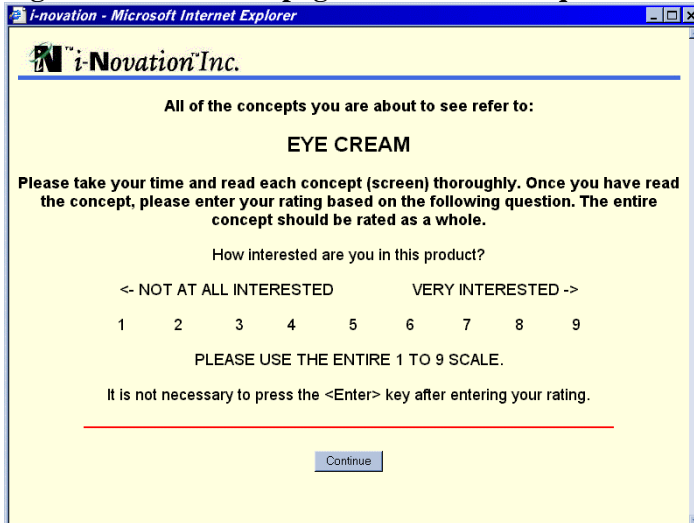 i-novation - Microsoft Internet Explorer
i-Novation™ Inc.
All of the concepts you are about to see refer to:
EYE CREAM
Please take your time and read each concept (screen) thoroughly. Once you have read
the concept, please enter your rating based on the following question. The entire
concept should be rated as a whole.
How interested are you in this product?
<- NOT AT ALL INTERESTED VERY INTERESTED ->
1 2 3 4 5 6 7 8 9
PLEASE USE THE ENTIRE 1 TO 9 SCALE.
It is not necessary to press the <Enter> key after entering your rating.
Continue